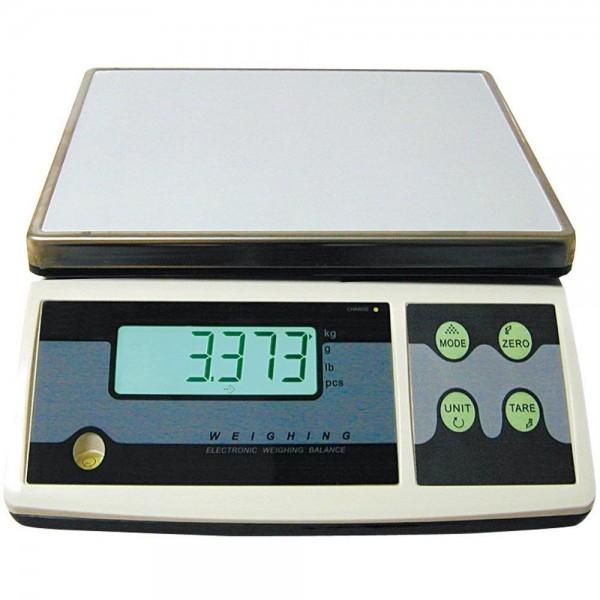 CHARGE
3.373
kg
g
lb
pcs
MODE
ZERO
UNIT
TARE
WEIGHING
ELECTRONIC WEIGHING BALANCE